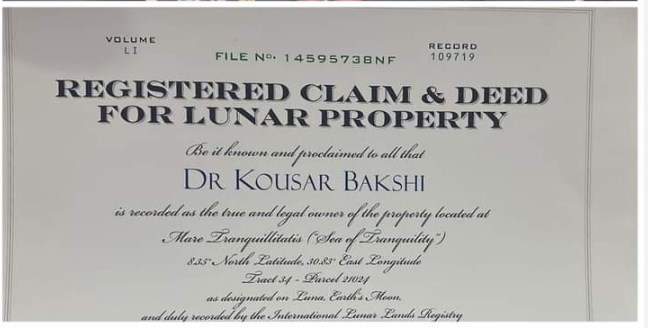 VOLUME
LI
FILE No. 14595738NF
RECORD
109719
REGISTERED CLAIM & DEED
FOR LUNAR PROPERTY
Be it known and proclaimed to all that
DR KOUSAR BAKSHI
is recorded as the true and legal owner of the property located at
Mare Tranquillitatis ("Sea of Tranquility")
8.35° North Latitude, 30.83° East Longitude
Tract 34 - Parcel 21024
as designated on Luna, Earth's Moon,
and duly recorded by the International Lunar Lands Registry